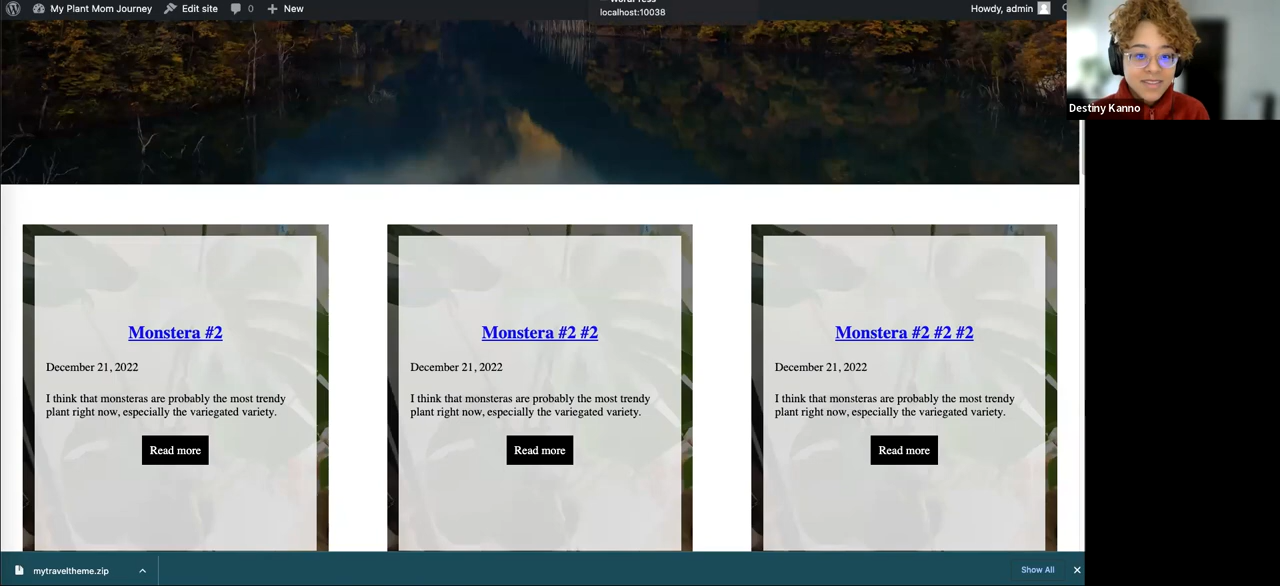 My Plant Mom Journey Edit site 0 New
localhost:10038
Howdy, admin
Destiny Kanno
Monstera #2
December 21, 2022
I think that monsteras are probably the most trendy
plant right now, especially the variegated variety.
Read more
Monstera #2 #2
December 21, 2022
I think that monsteras are probably the most trendy
plant right now, especially the variegated variety.
Read more
Monstera #2 #2 #2
December 21, 2022
I think that monsteras are probably the most trendy
plant right now, especially the variegated variety.
Read more
mytraveltheme.zip
Show All